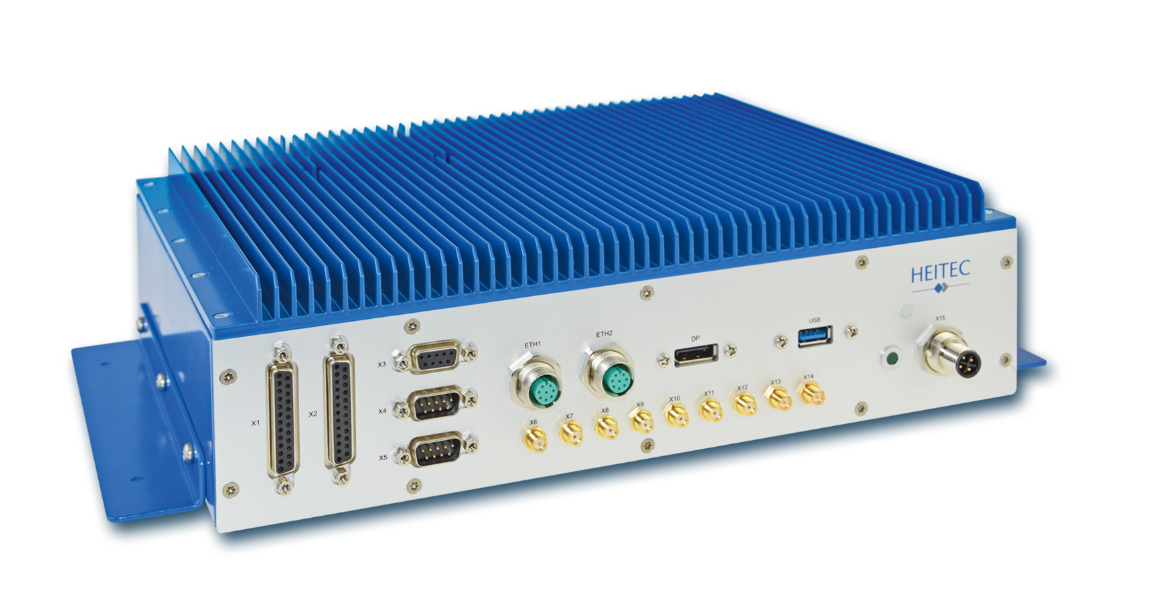 HEITEC
X15
USB
DP
ETH2
ETH1
X3
X14
X13
X12
X11
X10
X9
X8
X7
X6
X4
X2
X1
X5